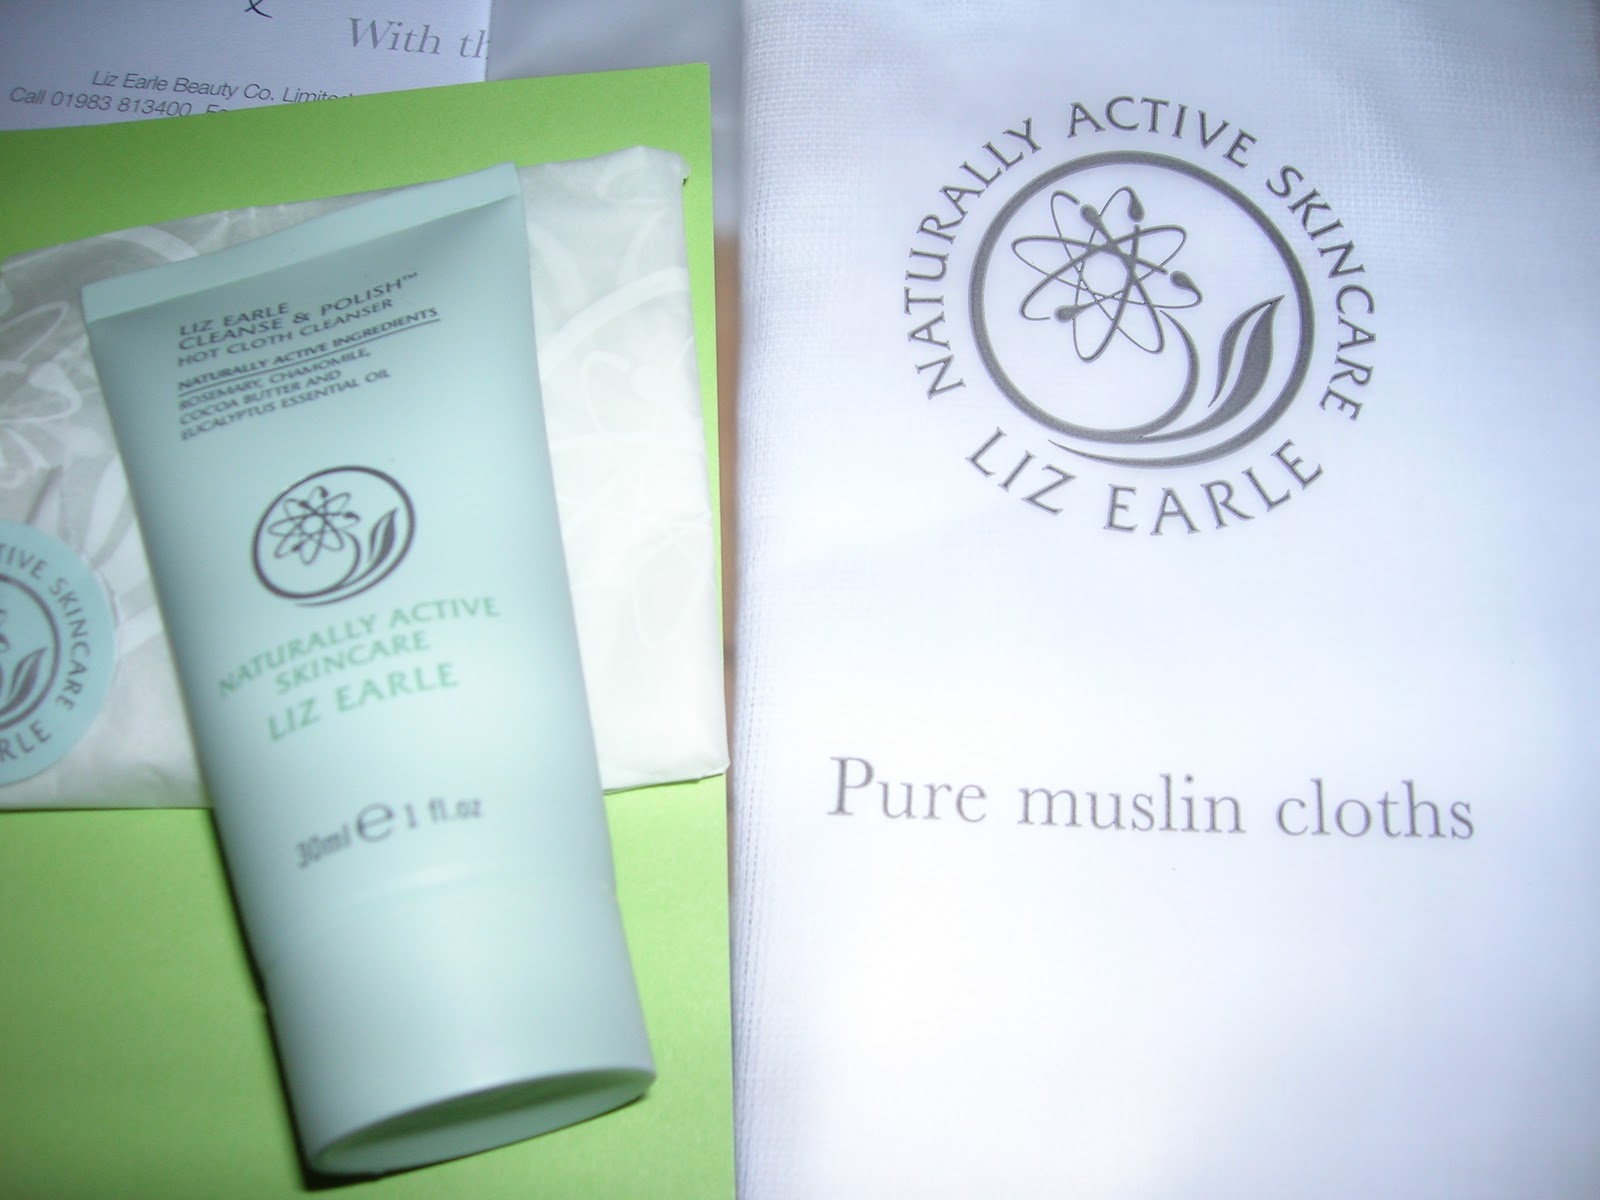 With th
Liz Earle Beauty Co. Limited
Call 01983 813400
LIZ EARLE
CLEANSE & POLISH™
HOT CLOTH CLEANSER
NATURALLY ACTIVE INGREDIENTS
ROSEMARY, CHAMOMILE,
COCOA BUTTER AND
EUCALYPTUS ESSENTIAL OIL
NATURALLY ACTIVE
SKINCARE
LIZ EARLE
30ml e 1 fl.oz
TIVE SKINCARE
RLE
NATURALLY ACTIVE SKINCARE
LIZ EARLE
Pure muslin cloths